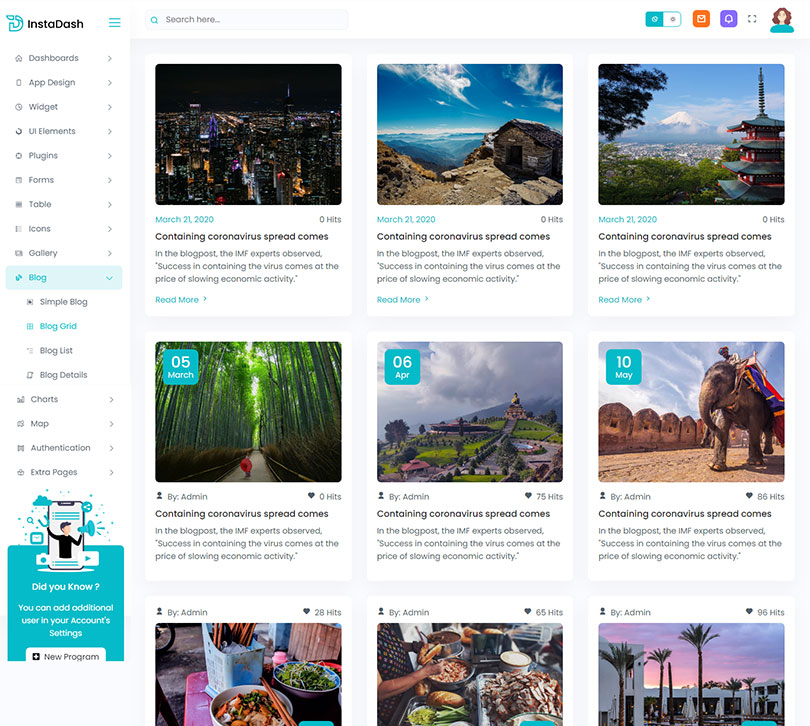 InstaDash
Search here...
Dashboards
App Design
Widget
UI Elements
Plugins
Forms
Table
Icons
Gallery
Blog
Simple Blog
Blog Grid
Blog List
Blog Details
Charts
Map
Authentication
Extra Pages
Did you Know ?
You can add additional
user in your Account's
Settings
New Program
March 21, 2020 0 Hits
Containing coronavirus spread comes
In the blogpost, the IMF experts observed,
"Success in containing the virus comes at the
price of slowing economic activity."
Read More
March 21, 2020 0 Hits
Containing coronavirus spread comes
In the blogpost, the IMF experts observed,
"Success in containing the virus comes at the
price of slowing economic activity."
Read More
March 21, 2020 0 Hits
Containing coronavirus spread comes
In the blogpost, the IMF experts observed,
"Success in containing the virus comes at the
price of slowing economic activity."
Read More
05
March
By: Admin 0 Hits
Containing coronavirus spread comes
In the blogpost, the IMF experts observed,
"Success in containing the virus comes at the
price of slowing economic activity."
06
Apr
By: Admin 75 Hits
Containing coronavirus spread comes
In the blogpost, the IMF experts observed,
"Success in containing the virus comes at the
price of slowing economic activity."
10
May
By: Admin 86 Hits
Containing coronavirus spread comes
In the blogpost, the IMF experts observed,
"Success in containing the virus comes at the
price of slowing economic activity."
By: Admin 28 Hits
By: Admin 65 Hits
By: Admin 96 Hits